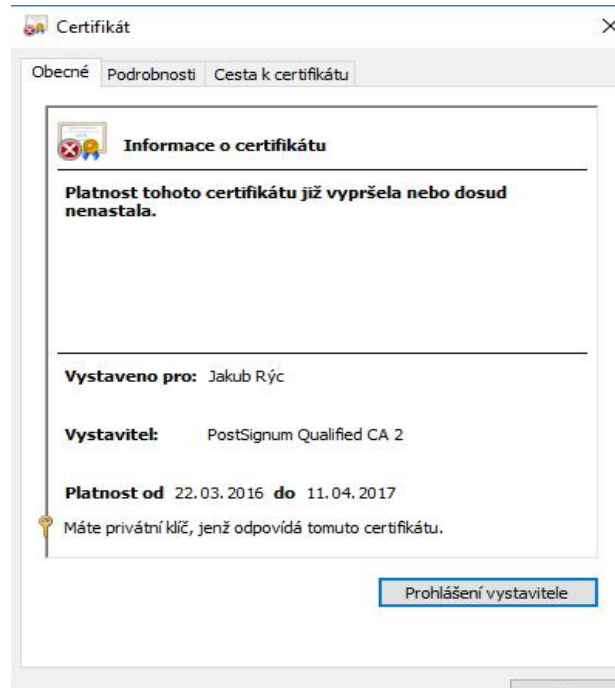 Certifikát
Obecné Podrobnosti Cesta k certifikátu
Informace o certifikátu
Platnost tohoto certifikátu již vypršela nebo dosud
nenastala.
Vystaveno pro: Jakub Rýc
Vystavitel: PostSignum Qualified CA 2
Platnost od 22.03.2016 do 11.04.2017
Máte privátní klíč, jenž odpovídá tomuto certifikátu.
Prohlášení vystavitele